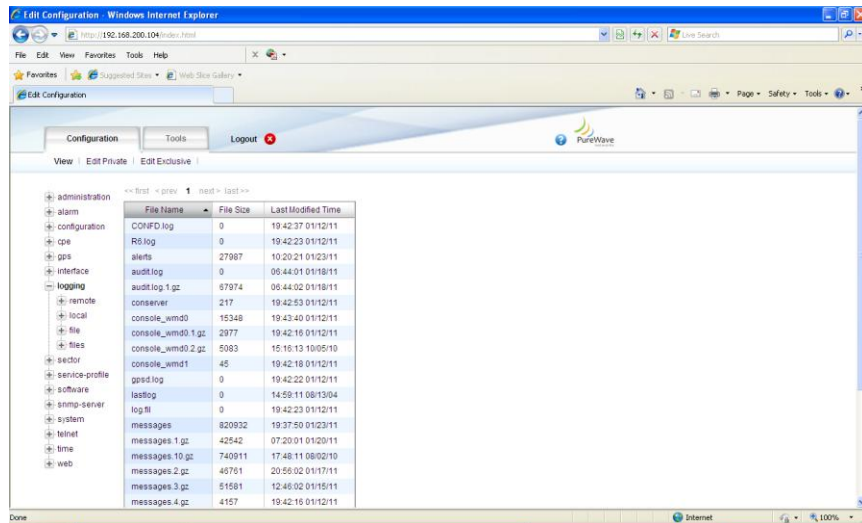 Edit Configuration - Windows Internet Explorer
http://192.168.200.104/index.html
Live Search
File Edit View Favorites Tools Help
Favorites Suggested Sites Web Slice Gallery
Edit Configuration
Page Safety Tools
Configuration Tools Logout PureWave
View | Edit Private | Edit Exclusive |
<< first < prev 1 next > last >>
administration
alarm
configuration
cpe
gps
interface
logging
remote
local
file
files
sector
service-profile
software
snmp-server
system
telnet
time
web
File Name File Size Last Modified Time
CONFD.log 0 19:42:37 01/12/11
R6.log 0 19:42:23 01/12/11
alerts 27987 10:20:21 01/23/11
audit.log 0 06:44:01 01/18/11
audit.log.1.gz 67974 06:44:02 01/18/11
conserver 217 19:42:53 01/12/11
console_wmd0 15348 19:43:40 01/12/11
console_wmd0.1.gz 2977 19:42:16 01/12/11
console_wmd0.2.gz 5083 15:16:13 10/05/10
console_wmd1 45 19:42:18 01/12/11
gpsd.log 0 19:42:22 01/12/11
lastlog 0 14:59:11 08/13/04
log.fil 0 19:42:23 01/12/11
messages 820932 19:37:50 01/23/11
messages.1.gz 42542 07:20:01 01/20/11
messages.10.gz 740911 17:48:11 08/02/10
messages.2.gz 46761 20:56:02 01/17/11
messages.3.gz 51581 12:46:02 01/15/11
messages.4.gz 4157 19:42:16 01/12/11
Done Internet 100%